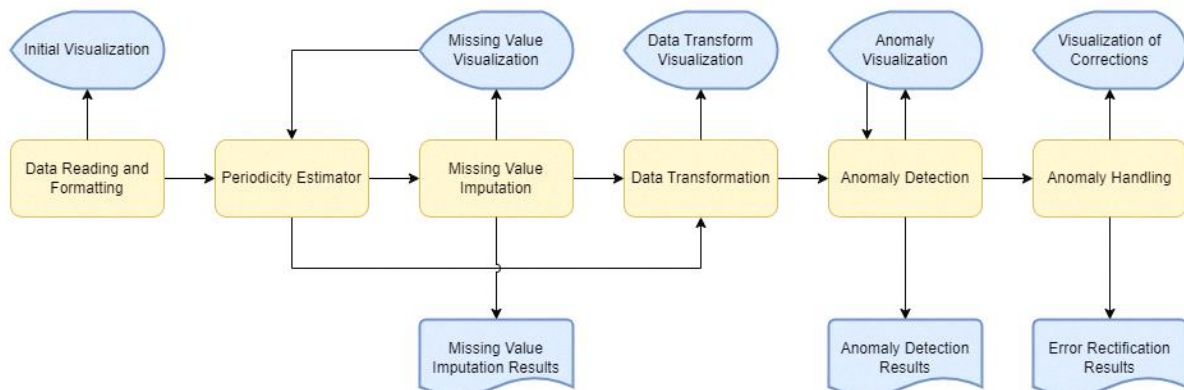 Initial Visualization
Missing Value
Visualization
Data Transform
Visualization
Anomaly
Visualization
Visualization of
Corrections
Data Reading and
Formatting
Periodicity Estimator
Missing Value
Imputation
Data Transformation
Anomaly Detection
Anomaly Handling
Missing Value
Imputation Results
Anomaly Detection
Results
Error Rectification
Results